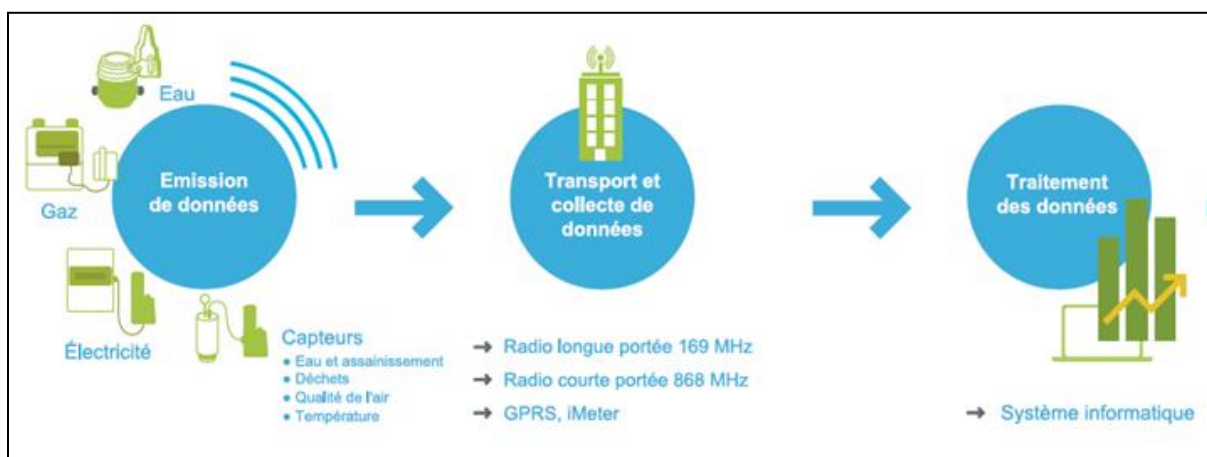 Eau
Gaz
Électricité
Emission
de données
Capteurs
● Eau et assainissement
● Déchets
● Qualité de l'air
● Température
Transport et
collecte de
données
→ Radio longue portée 169 MHz
→ Radio courte portée 868 MHz
→ GPRS, iMeter
Traitement
des données
→ Système informatique